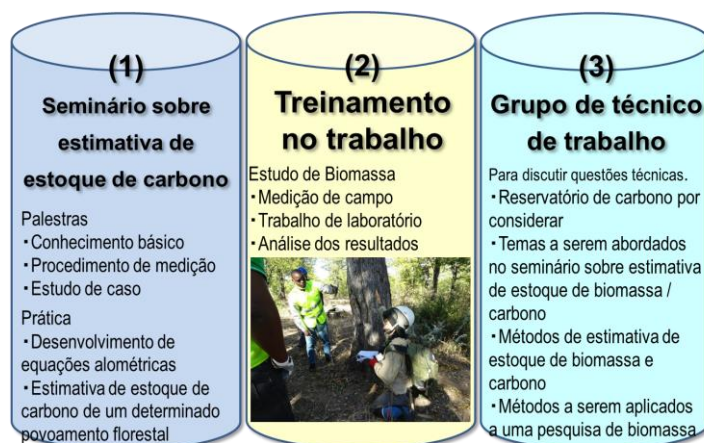 (1)
Seminário sobre
estimativa de
estoque de carbono
Palestras
・Conhecimento básico
・Procedimento de medição
・Estudo de caso
Prática
・Desenvolvimento de
equações alométricas
・Estimativa de estoque de
carbono de um determinado
povoamento florestal
(2)
Treinamento
no trabalho
Estudo de Biomassa
・Medição de campo
・Trabalho de laboratório
・Análise dos resultados
(3)
Grupo de técnico
de trabalho
Para discutir questões técnicas.
・Reservatório de carbono por
considerar
・Temas a serem abordados
no seminário sobre estimativa
de estoque de biomassa /
carbono
・Métodos de estimativa de
estoque de biomassa e
carbono
・Métodos a serem aplicados
a uma pesquisa de biomassa